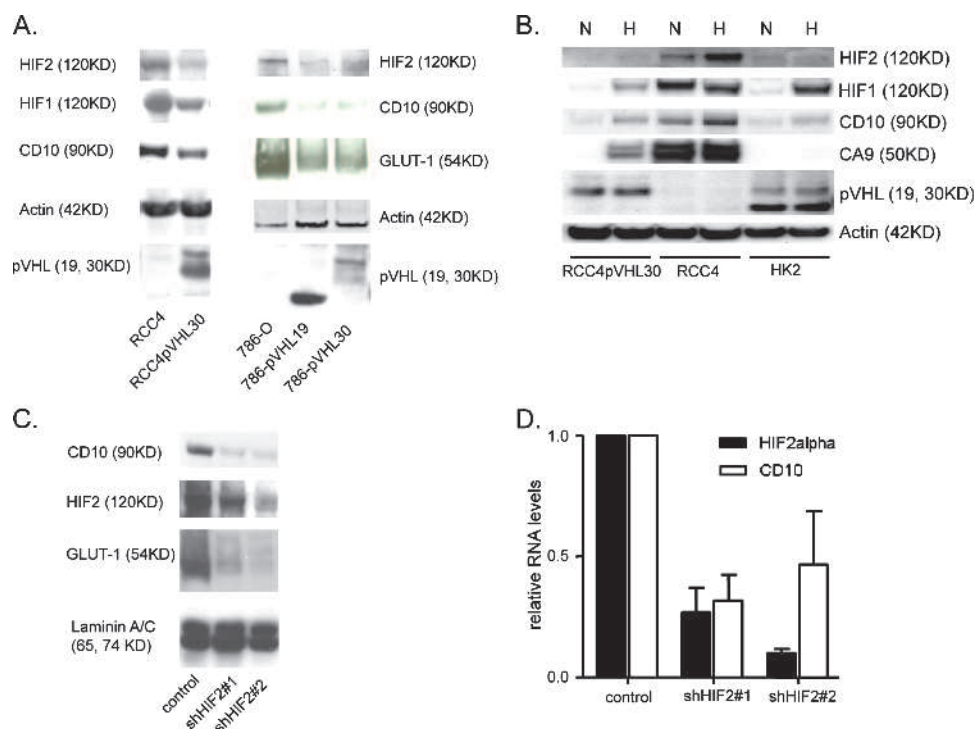 A.
HIF2 (120KD)
HIF1 (120KD)
CD10 (90KD)
Actin (42KD)
pVHL (19, 30KD)
RCC4
RCC4pVHL30
HIF2 (120KD)
CD10 (90KD)
GLUT-1 (54KD)
Actin (42KD)
pVHL (19, 30KD)
786-O
786-pVHL19
786-pVHL30
B.
N H N H N H
HIF2 (120KD)
HIF1 (120KD)
CD10 (90KD)
CA9 (50KD)
pVHL (19, 30KD)
Actin (42KD)
RCC4pVHL30 RCC4 HK2
C.
CD10 (90KD)
HIF2 (120KD)
GLUT-1 (54KD)
Laminin A/C
(65, 74 KD)
control
shHIF2#1
shHIF2#2
D.
relative RNA levels
1.0
0.5
0.0
HIF2alpha
CD10
control shHIF2#1 shHIF2#2